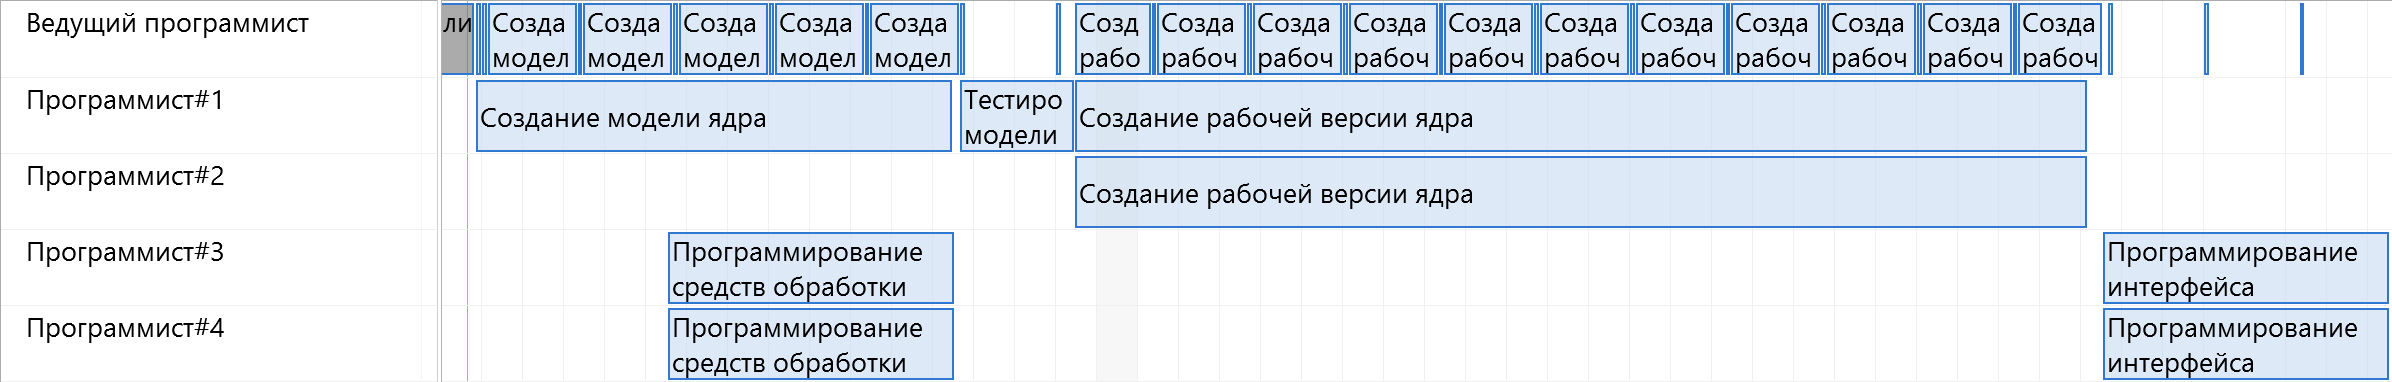 Ведущий программист
ли
Созда
модел
Созда
модел
Созда
модел
Созда
модел
Созда
модел
Созд
рабо
Созда
рабоч
Созда
рабоч
Созда
рабоч
Созда
рабоч
Созда
рабоч
Созда
рабоч
Созда
рабоч
Созда
рабоч
Созда
рабоч
Созда
рабоч
Программист#1
Создание модели ядра
Тестиро
модели
Создание рабочей версии ядра
Программист#2
Создание рабочей версии ядра
Программист#3
Программирование
средств обработки
Программирование
интерфейса
Программист#4
Программирование
средств обработки
Программирование
интерфейса